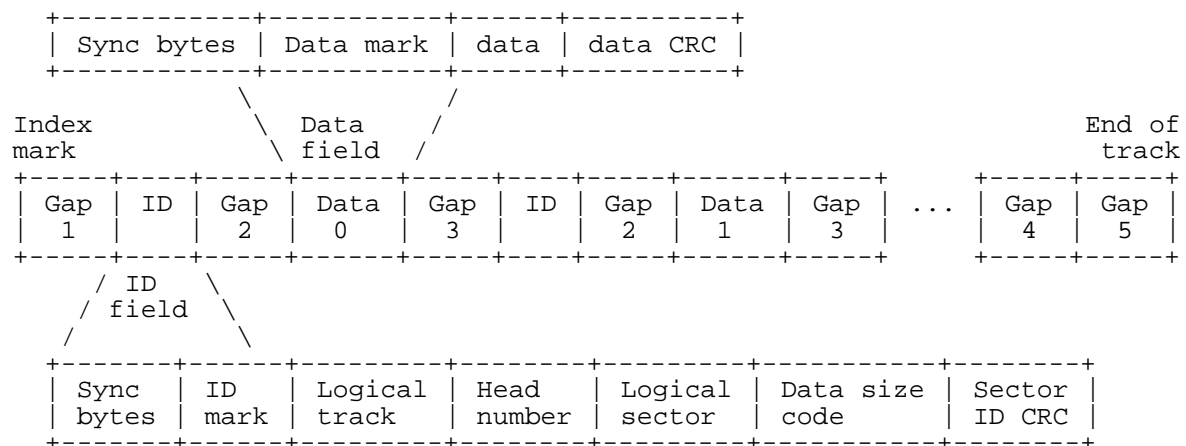 Sync bytes | Data mark | data | data CRC
Index Data End of
mark field track
Gap | ID | Gap | Data | Gap | ID | Gap | Data | Gap | ... | Gap | Gap
1 | | 2 | 0 | 3 | | 2 | 1 | 3 | | 4 | 5
ID
field
Sync | ID | Logical | Head | Logical | Data size | Sector
bytes | mark | track | number | sector | code | ID CRC